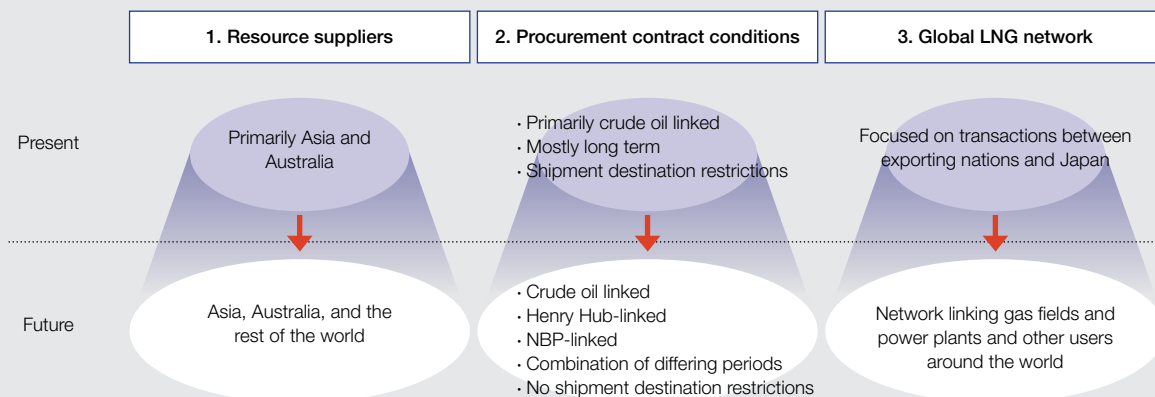 1. Resource suppliers
2. Procurement contract conditions
3. Global LNG network
Present
Primarily Asia and
Australia
· Primarily crude oil linked
· Mostly long term
· Shipment destination restrictions
Focused on transactions between
exporting nations and Japan
Future
Asia, Australia, and the
rest of the world
· Crude oil linked
· Henry Hub-linked
· NBP-linked
· Combination of differing periods
· No shipment destination restrictions
Network linking gas fields and
power plants and other users
around the world